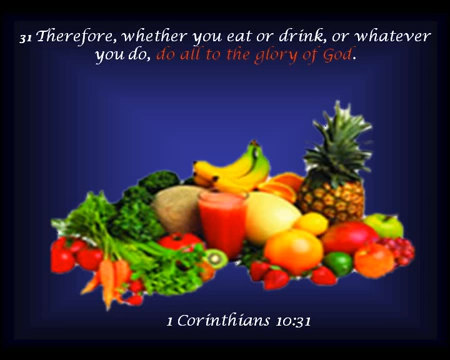 31 Therefore, whether you eat or drink, or whatever
you do, do all to the glory of God.
1 Corinthians 10:31